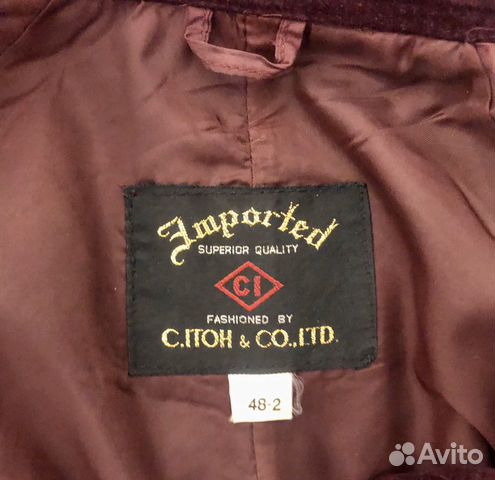 Imported
SUPERIOR QUALITY
CI
FASHIONED BY
C.ITOH & CO.,LTD.
48-2
Avito